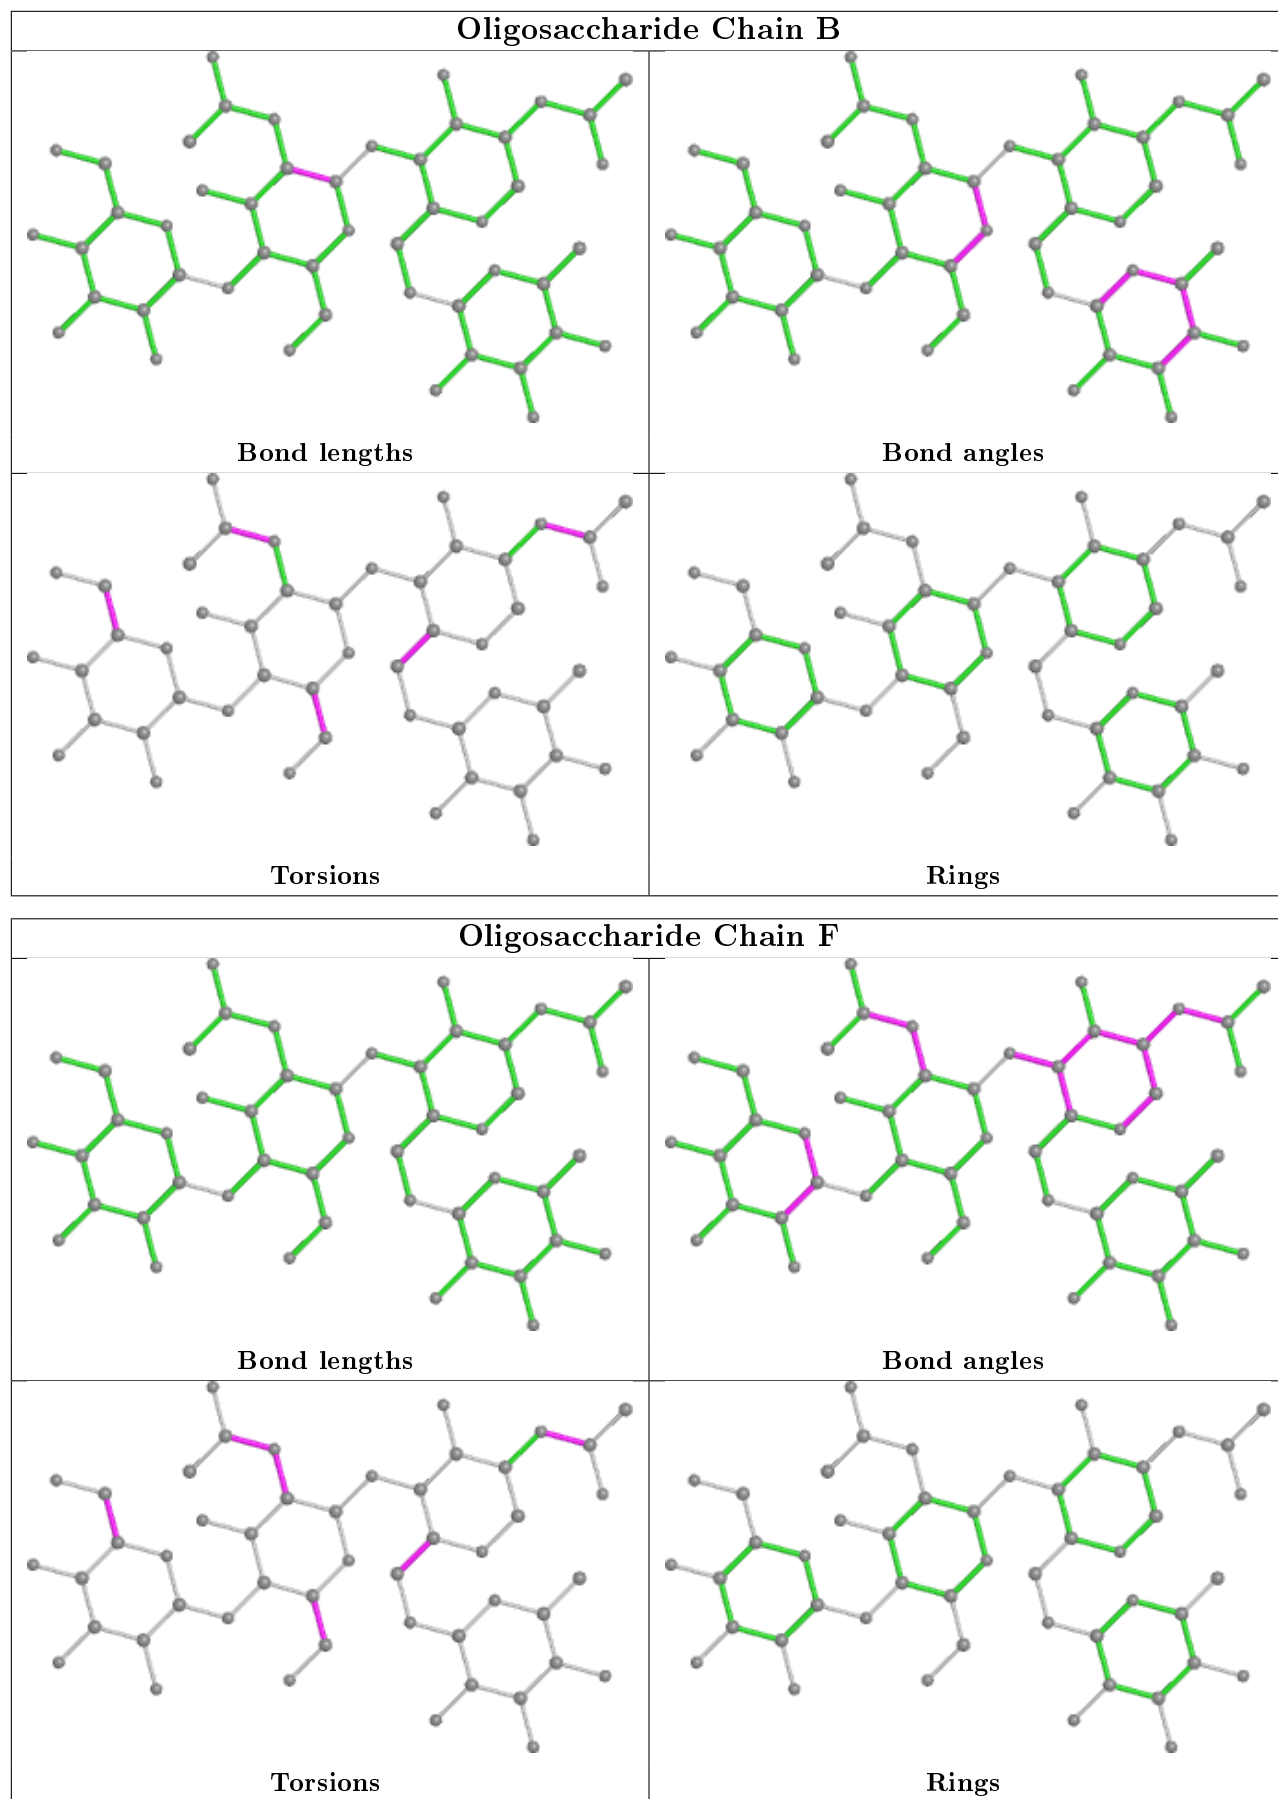 Oligosaccharide Chain B
Bond lengths
Bond angles
Torsions
Rings
Oligosaccharide Chain F
Bond lengths
Bond angles
Torsions
Rings